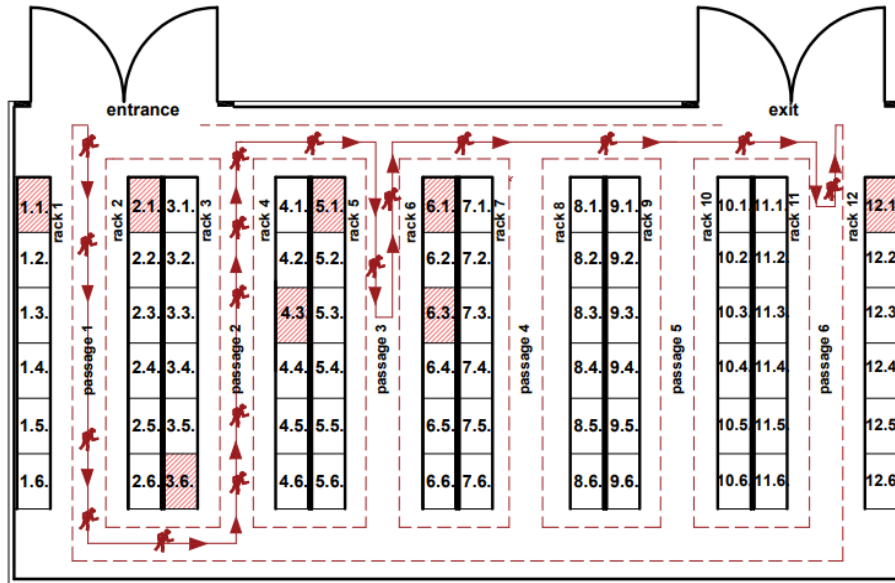 entrance exit
rack 1 rack 2 rack 3 rack 4 rack 5 rack 6 rack 7 rack 8 rack 9 rack 10 rack 11 rack 12
1.1. 2.1. 3.1. 4.1. 5.1. 6.1. 7.1. 8.1. 9.1. 10.1. 11.1. 12.1
1.2. 2.2. 3.2. 4.2. 5.2. 6.2. 7.2. 8.2. 9.2. 10.2. 11.2. 12.2
1.3. 2.3. 3.3. 4.3. 5.3. 6.3. 7.3. 8.3. 9.3. 10.3. 11.3. 12.3
passage 1 passage 2 passage 3 passage 4 passage 5 passage 6
1.4. 2.4. 3.4. 4.4. 5.4. 6.4. 7.4. 8.4. 9.4. 10.4. 11.4. 12.4
1.5. 2.5. 3.5. 4.5. 5.5. 6.5. 7.5. 8.5. 9.5. 10.5. 11.5. 12.5
1.6. 2.6. 3.6. 4.6. 5.6. 6.6. 7.6. 8.6. 9.6. 10.6. 11.6. 12.6